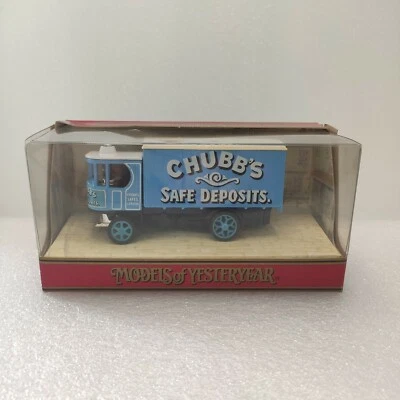 CHUBB'S
SAFE DEPOSITS.
MODELS of YESTERYEAR